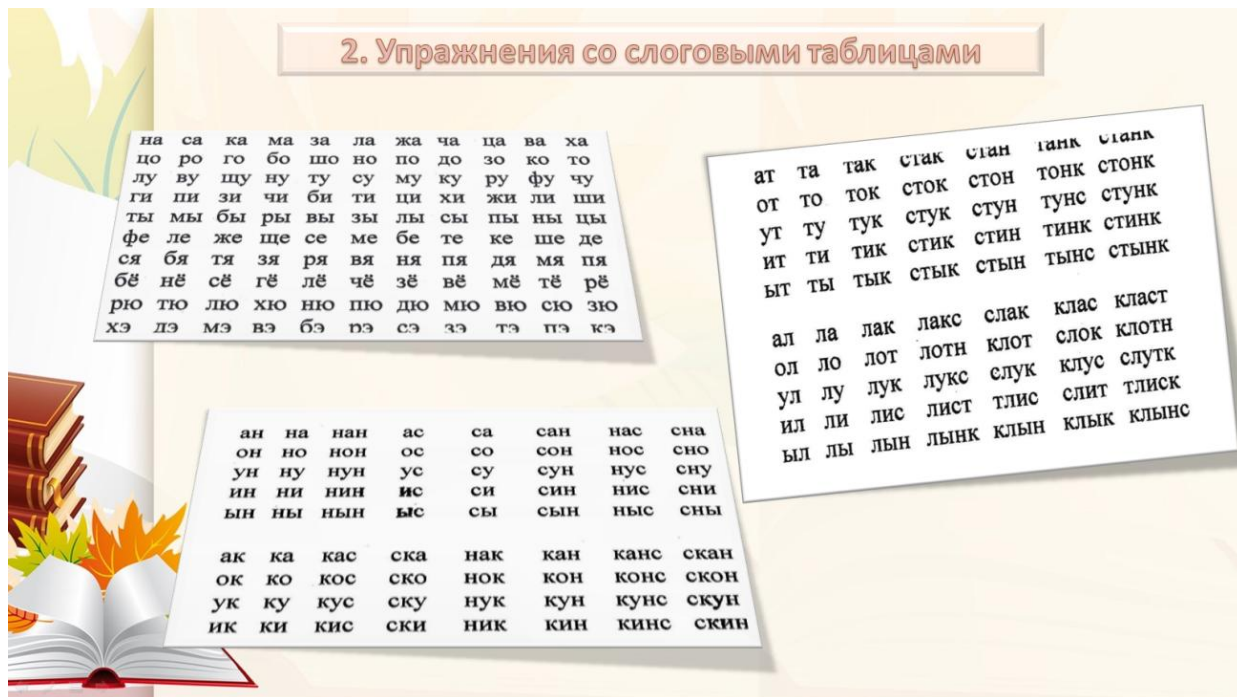 2. Упражнения со слоговыми таблицами
на са ка ма за ла жа ча ца ва ха
цо ро го бо шо но по до зо ко то
лу ву щу ну ту су му ку ру фу чу
ги пи зи чи би ти ци хи жи ли ши
ты мы бы ры вы зы лы сы пы ны цы
фе ле же ще се ме бе те ке ше де
ся бя тя зя ря вя ня пя дя мя пя
бё нё сё гё лё чё зё вё мё тё рё
рю тю лю хю ню пю дю мю вю сю зю
хэ лэ мэ вэ бэ рэ сэ зэ тэ пэ кэ
ан на нан ас са сан нас сна
он но нон ос со сон нос сно
ун ну нун ус су сун нус сну
ин ни нин ис си син нис сни
ын ны нын ыс сы сын ныс сны
ак ка кас ска нак кан канс скан
ок ко кос ско нок кон конс скон
ук ку кус ску нук кун кунс скун
ик ки кис ски ник кин кинс скин
ат та так стак стан танк станк
от то ток сток стон тонк стонк
ут ту тук стук стун тунс стунк
ит ти тик стик стин тинк стинк
ыт ты тык стык стын тынс стынк
ал ла лак лакс слак клас класт
ол ло лот лотн клот слок клотн
ул лу лук лукс слук клус слутк
ил ли лис лист тлис слит тлиск
ыл лы лын лынк клын клык клынс